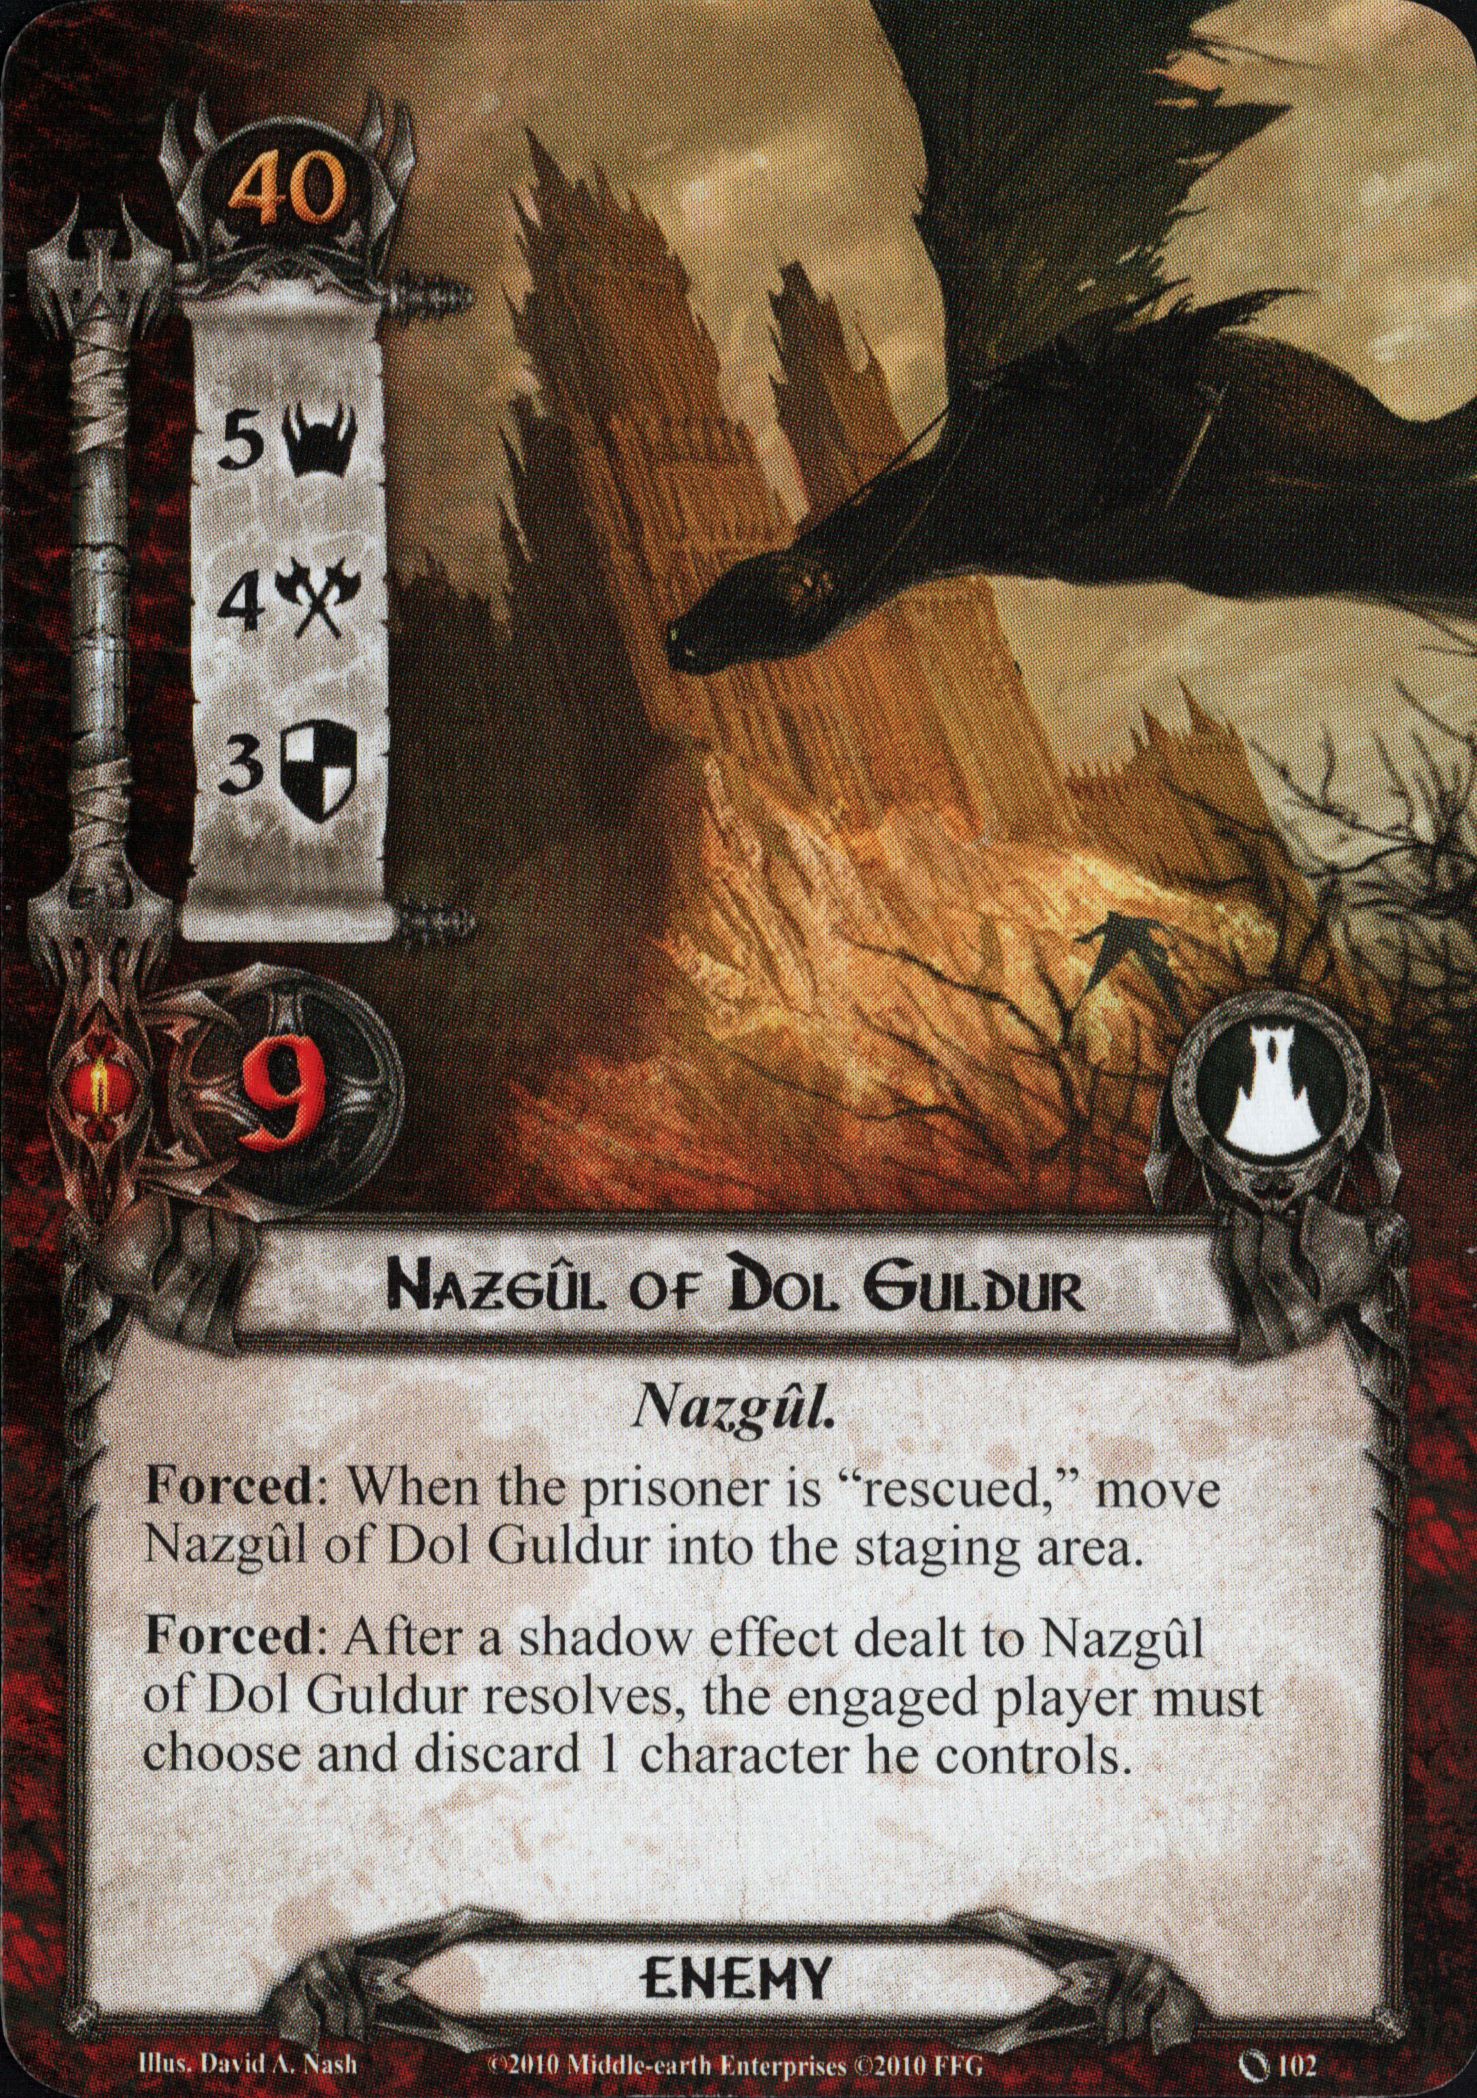 40
5
4
3
9
Nazgûl of Dol Guldur
Nazgûl.
Forced: When the prisoner is “rescued,” move
Nazgûl of Dol Guldur into the staging area.
Forced: After a shadow effect dealt to Nazgûl
of Dol Guldur resolves, the engaged player must
choose and discard 1 character he controls.
ENEMY
Illus. David A. Nash
©2010 Middle-earth Enterprises ©2010 FFG
102